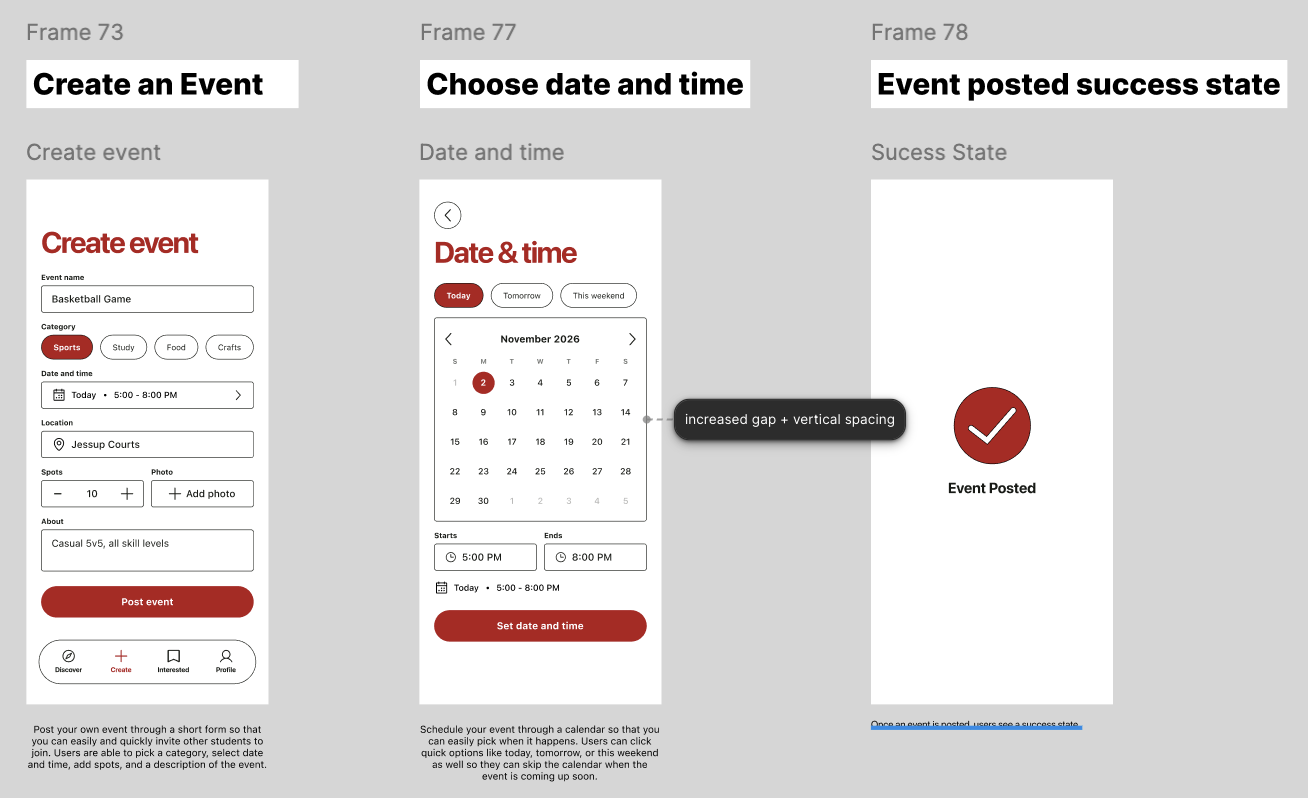 Frame 73
Create an Event
Create event
Create event
Event name
Basketball Game
Category
Sports Study Food Crafts
Date and time
Today • 5:00 - 8:00 PM
Location
Jessup Courts
Spots Photo
10 Add photo
About
Casual 5v5, all skill levels
Post event
Discover Create Interested Profile
Post your own event through a short form so that
you can easily and quickly invite other students to
join. Users are able to pick a category, select date
and time, add spots, and a description of the event.
Frame 77
Choose date and time
Date and time
Date & time
Today Tomorrow This weekend
November 2026
S M T W T F S
1 2 3 4 5 6 7
8 9 10 11 12 13 14
15 16 17 18 19 20 21
22 23 24 25 26 27 28
29 30 1 2 3 4 5
Starts Ends
5:00 PM 8:00 PM
Today • 5:00 - 8:00 PM
Set date and time
Schedule your event through a calendar so that you
can easily pick when it happens. Users can click
quick options like today, tomorrow, or this weekend
as well so they can skip the calendar when the
event is coming up soon.
increased gap + vertical spacing
Frame 78
Event posted success state
Sucess State
Event Posted
Once an event is posted, users see a success state